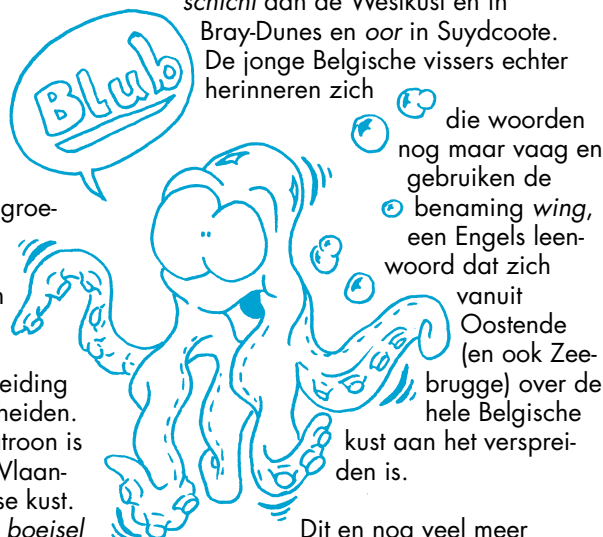 groe-
n
eiding
heiden.
troon is
Vlaan-
se kust.
boeisel
Blub
schicht aan de Westkust en in
Bray-Dunes en oor in Suydcoote.
De jonge Belgische vissers echter
herinneren zich
die woorden
nog maar vaag en
gebruiken de
benaming wing,
een Engels leen-
woord dat zich
vanuit
Oostende
(en ook Zee-
brugge) over de
hele Belgische
kust aan het versprei-
den is.
Dit en nog veel meer